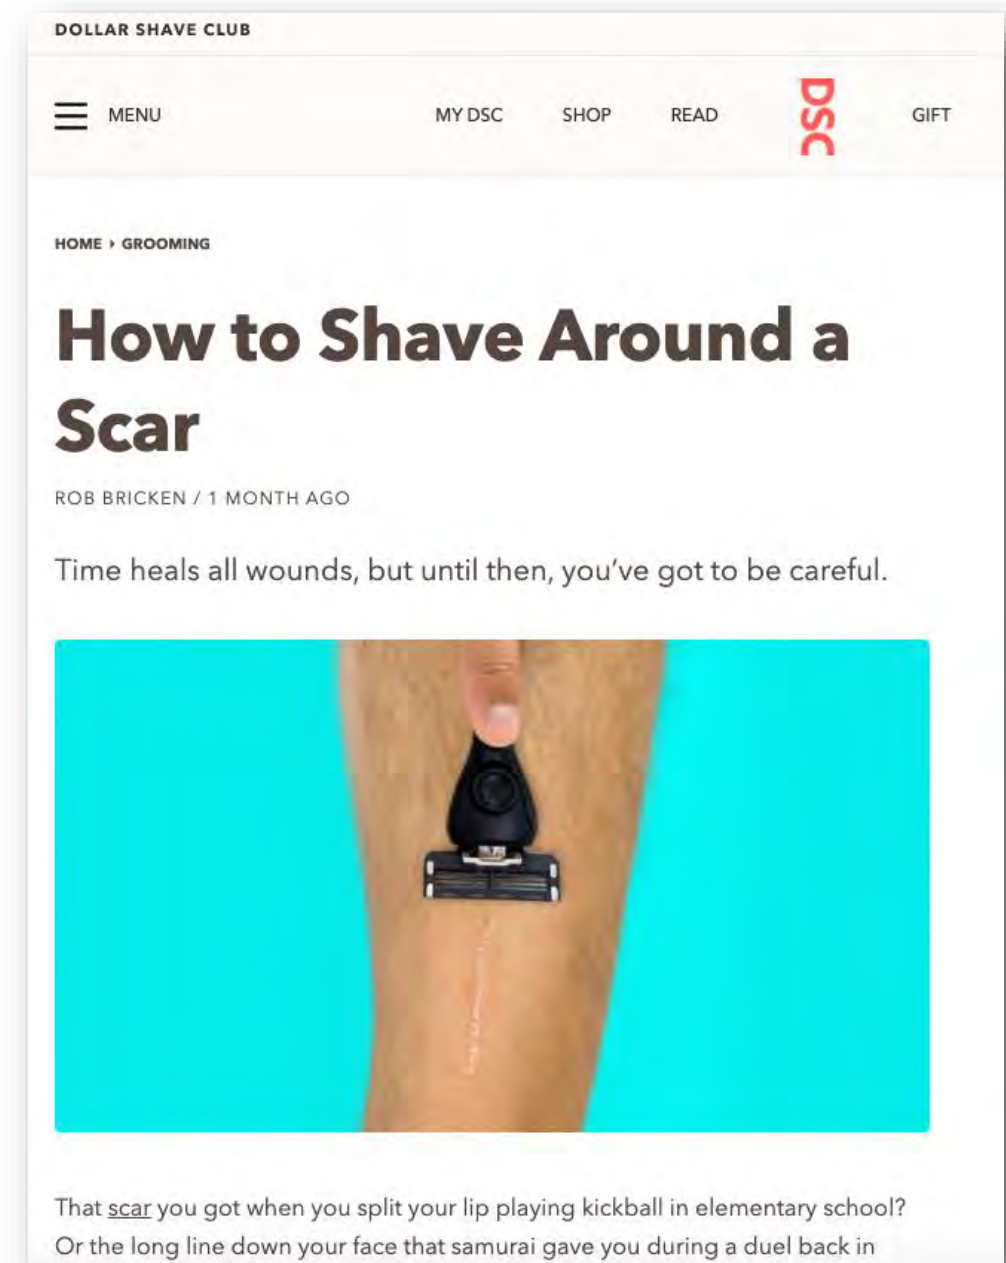 DOLLAR SHAVE CLUB
MENU MY DSC SHOP READ DSC GIFT
HOME ▸ GROOMING
How to Shave Around a
Scar
ROB BRICKEN / 1 MONTH AGO
Time heals all wounds, but until then, you’ve got to be careful.
That scar you got when you split your lip playing kickball in elementary school?
Or the long line down your face that samurai gave you during a duel back in